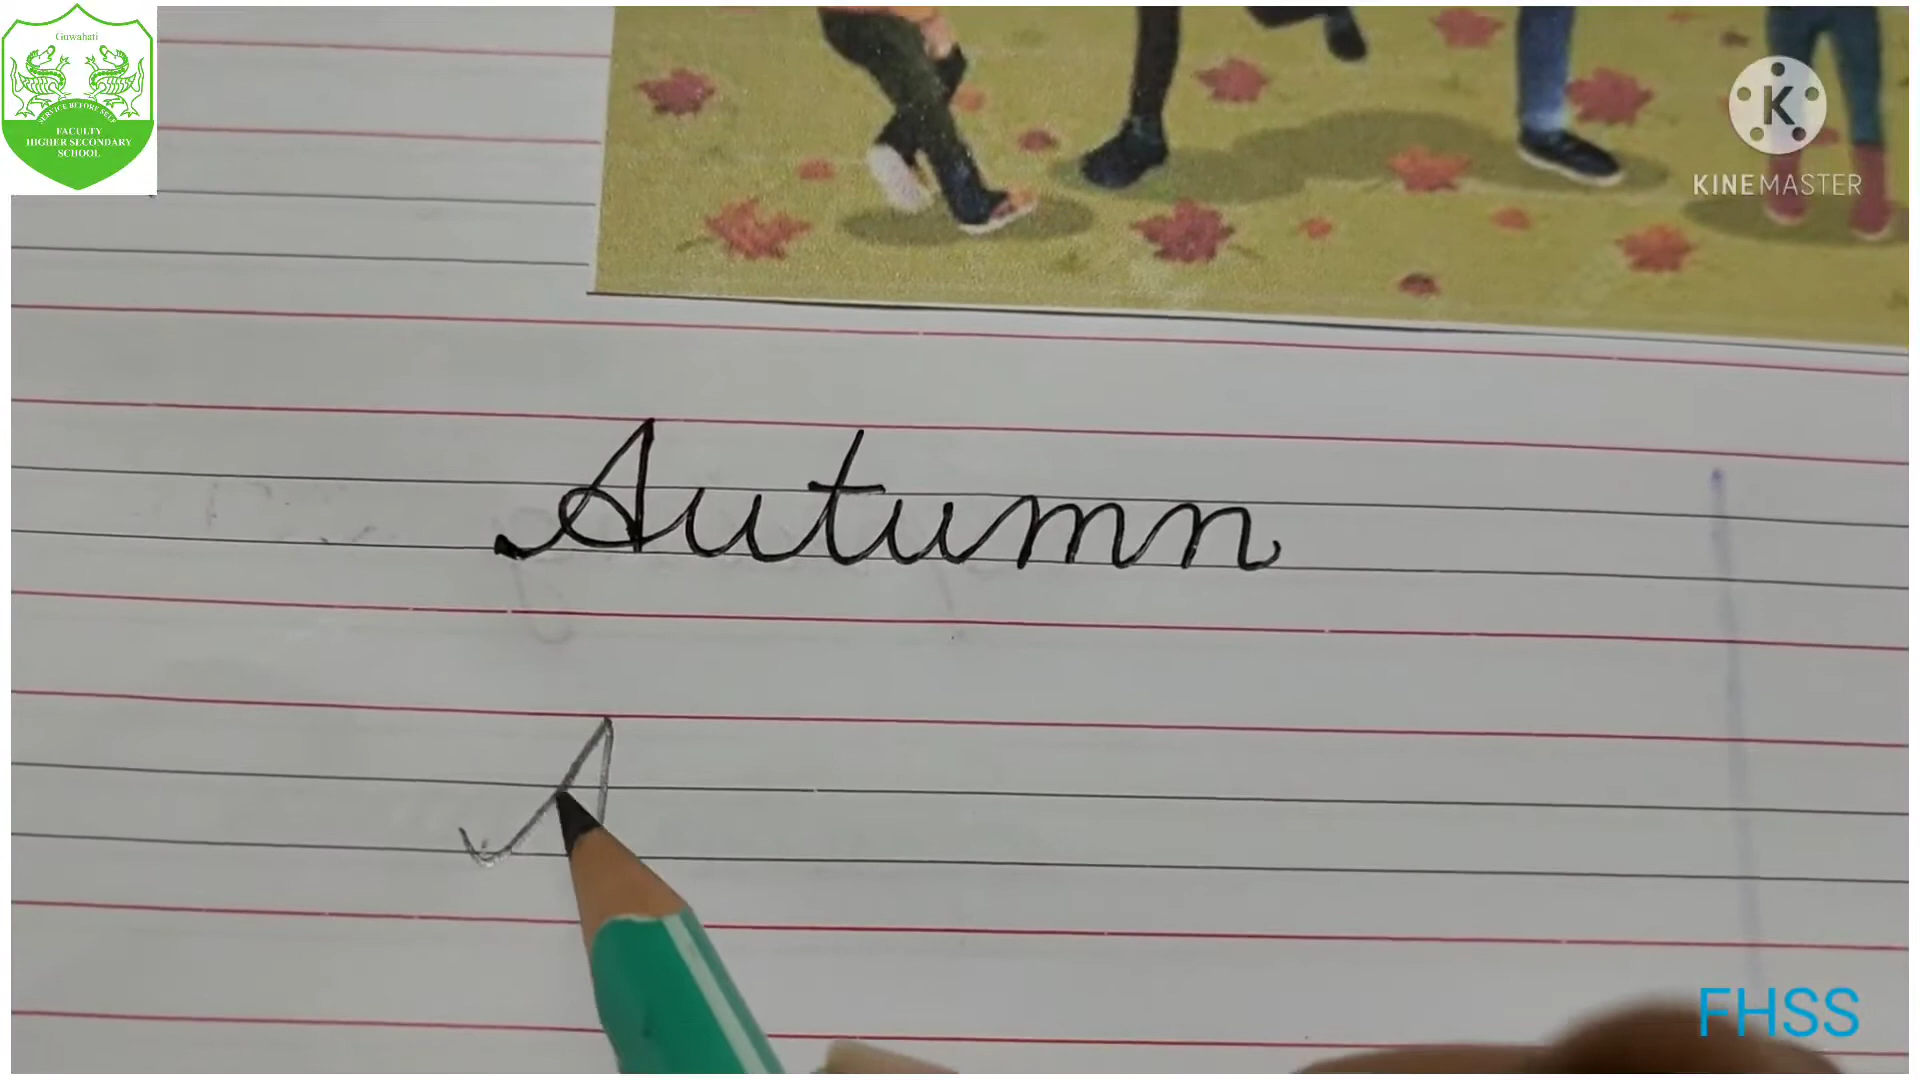 Guwahati
SERVICE BEFORE SELF
FACULTY
HIGHER SECONDARY
SCHOOL
K
KINEMASTER
Autumn
A
FHSS